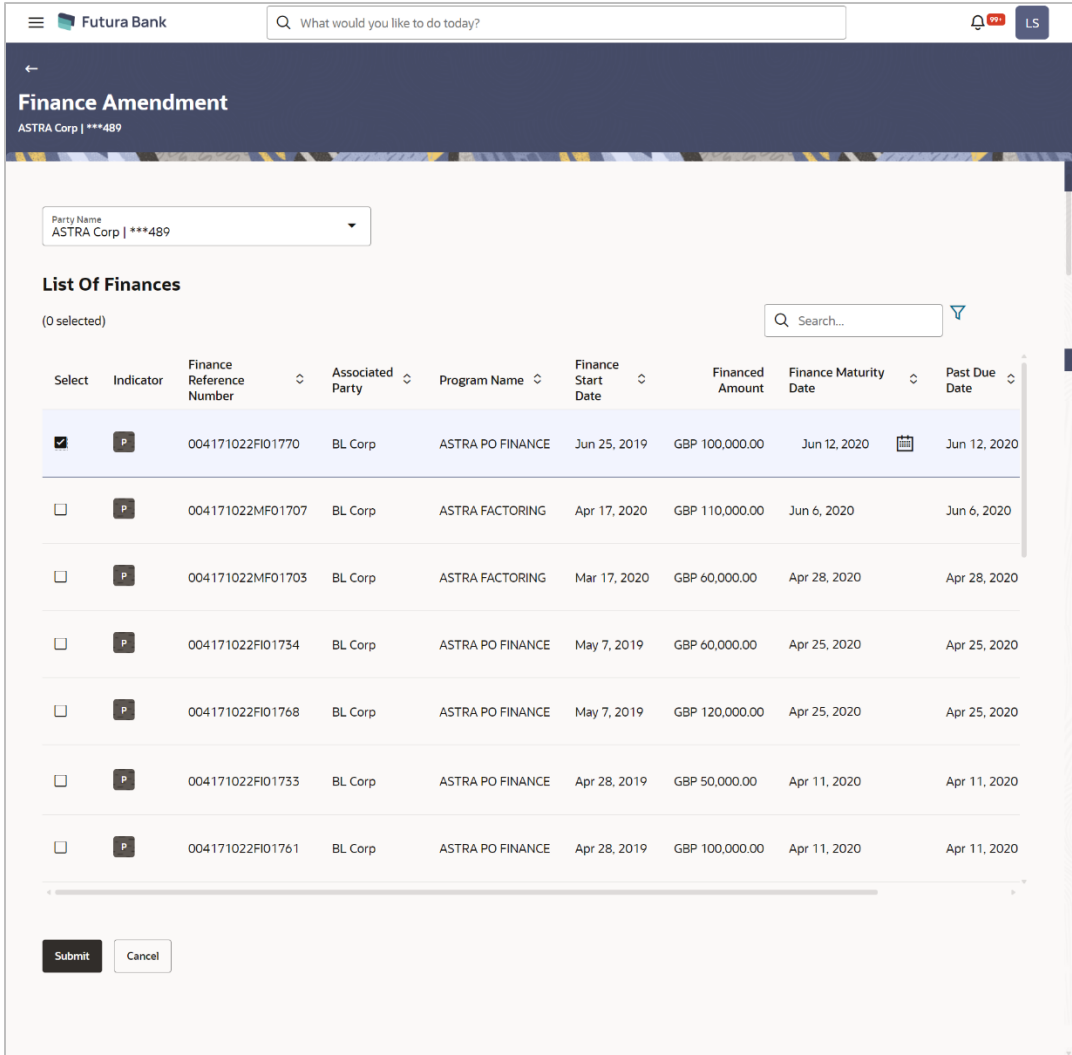 Futura Bank
What would you like to do today?
99+
LS
Finance Amendment
ASTRA Corp | ***489
Party Name
ASTRA Corp | ***489
List Of Finances
(0 selected)
Search...
Select Indicator Finance Reference Number Associated Party Program Name Finance Start Date Financed Amount Finance Maturity Date Past Due Date
P 004171022FI01770 BL Corp ASTRA PO FINANCE Jun 25, 2019 GBP 100,000.00 Jun 12, 2020 Jun 12, 2020
P 004171022MF01707 BL Corp ASTRA FACTORING Apr 17, 2020 GBP 110,000.00 Jun 6, 2020 Jun 6, 2020
P 004171022MF01703 BL Corp ASTRA FACTORING Mar 17, 2020 GBP 60,000.00 Apr 28, 2020 Apr 28, 2020
P 004171022FI01734 BL Corp ASTRA PO FINANCE May 7, 2019 GBP 60,000.00 Apr 25, 2020 Apr 25, 2020
P 004171022FI01768 BL Corp ASTRA PO FINANCE May 7, 2019 GBP 120,000.00 Apr 25, 2020 Apr 25, 2020
P 004171022FI01733 BL Corp ASTRA PO FINANCE Apr 28, 2019 GBP 50,000.00 Apr 11, 2020 Apr 11, 2020
P 004171022FI01761 BL Corp ASTRA PO FINANCE Apr 28, 2019 GBP 100,000.00 Apr 11, 2020 Apr 11, 2020
Submit Cancel